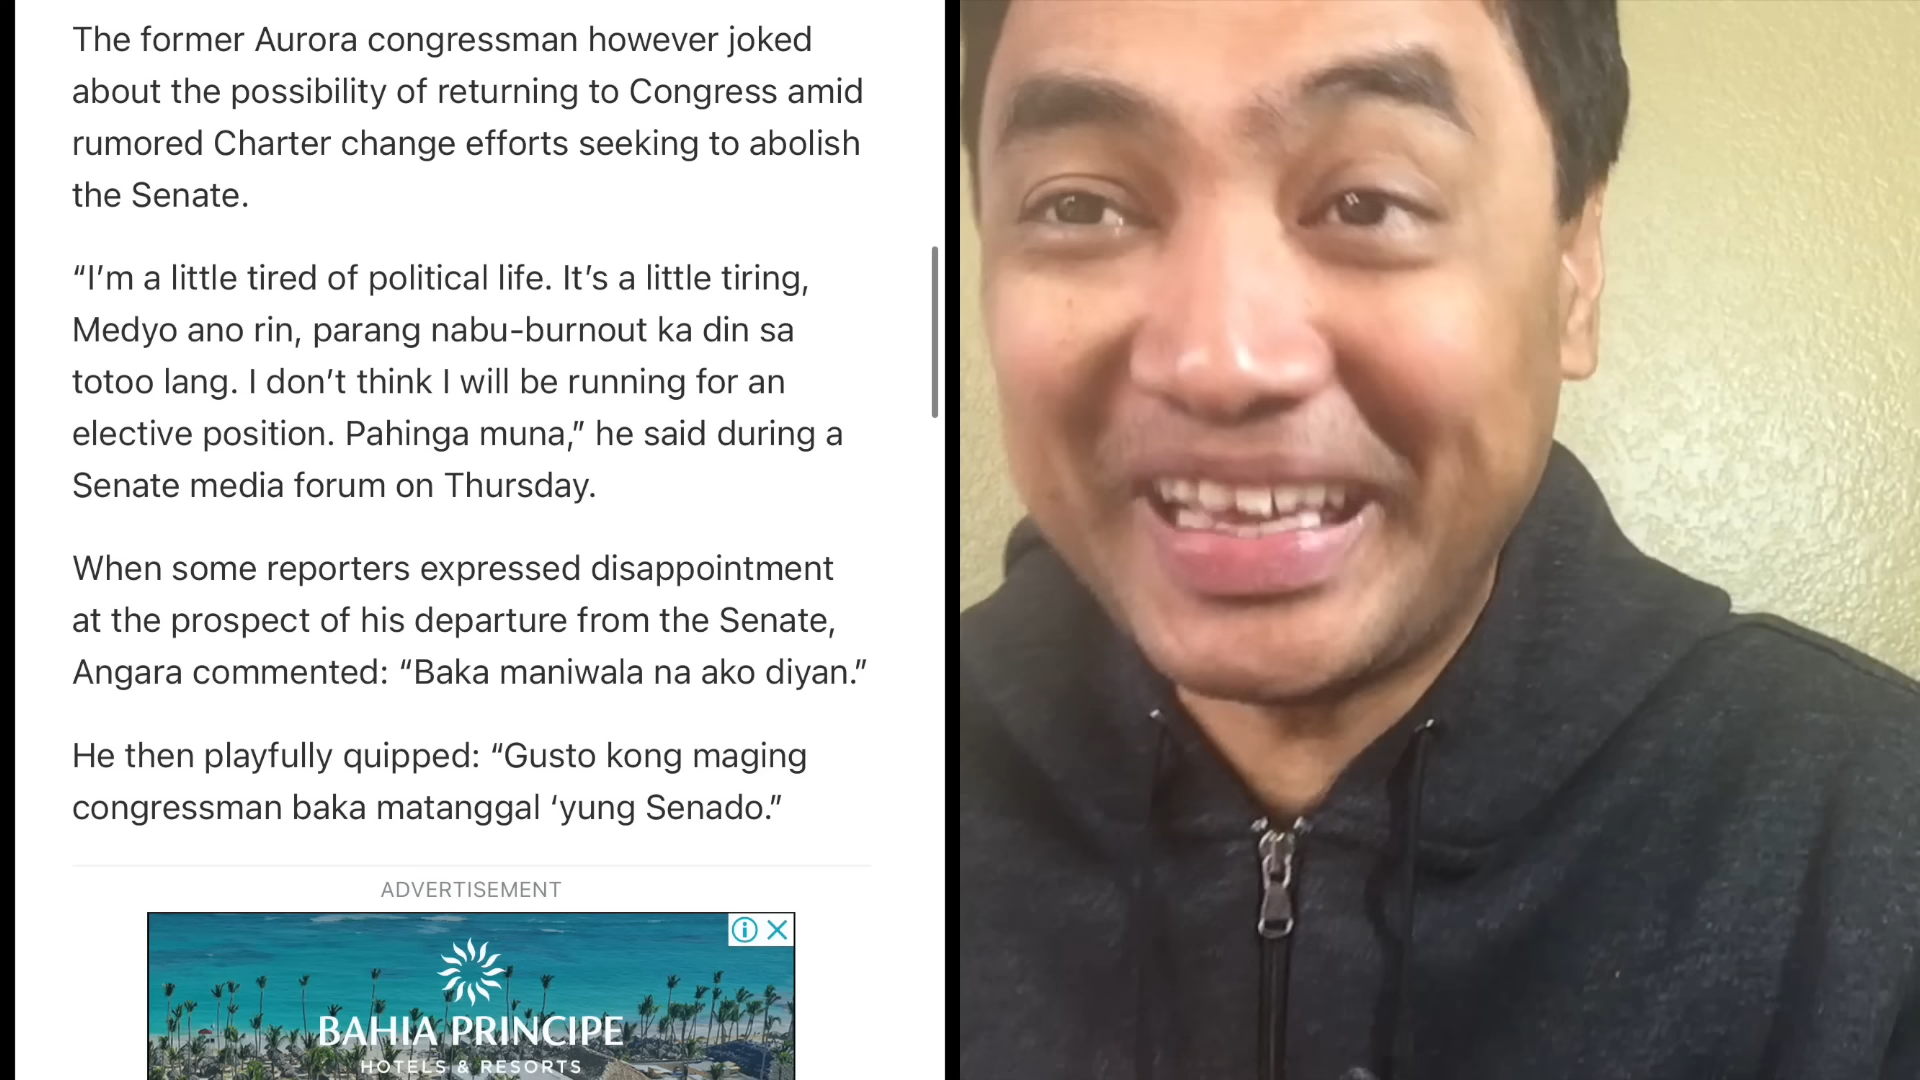 The former Aurora congressman however joked
about the possibility of returning to Congress amid
rumored Charter change efforts seeking to abolish
the Senate.
“I’m a little tired of political life. It’s a little tiring,
Medyo ano rin, parang nabu-burnout ka din sa
totoo lang. I don’t think I will be running for an
elective position. Pahinga muna,” he said during a
Senate media forum on Thursday.
When some reporters expressed disappointment
at the prospect of his departure from the Senate,
Angara commented: “Baka maniwala na ako diyan.”
He then playfully quipped: “Gusto kong maging
congressman baka matanggal ‘yung Senado.”
ADVERTISEMENT
BAHIA PRINCIPE
HOTELS & RESORTS